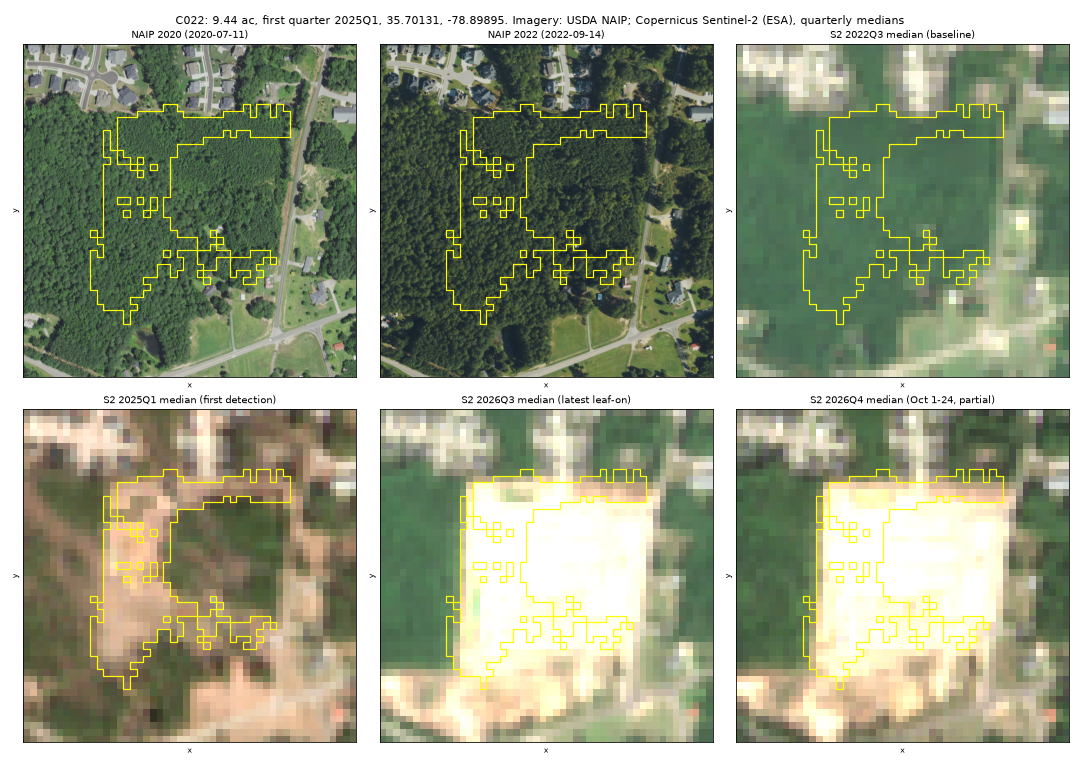 C022: 9.44 ac, first quarter 2025Q1, 35.70131, -78.89895. Imagery: USDA NAIP; Copernicus Sentinel-2 (ESA), quarterly medians
NAIP 2020 (2020-07-11)
NAIP 2022 (2022-09-14)
S2 2022Q3 median (baseline)
y
x
y
x
y
x
S2 2025Q1 median (first detection)
S2 2026Q3 median (latest leaf-on)
S2 2026Q4 median (Oct 1-24, partial)
y
x
y
x
y
x